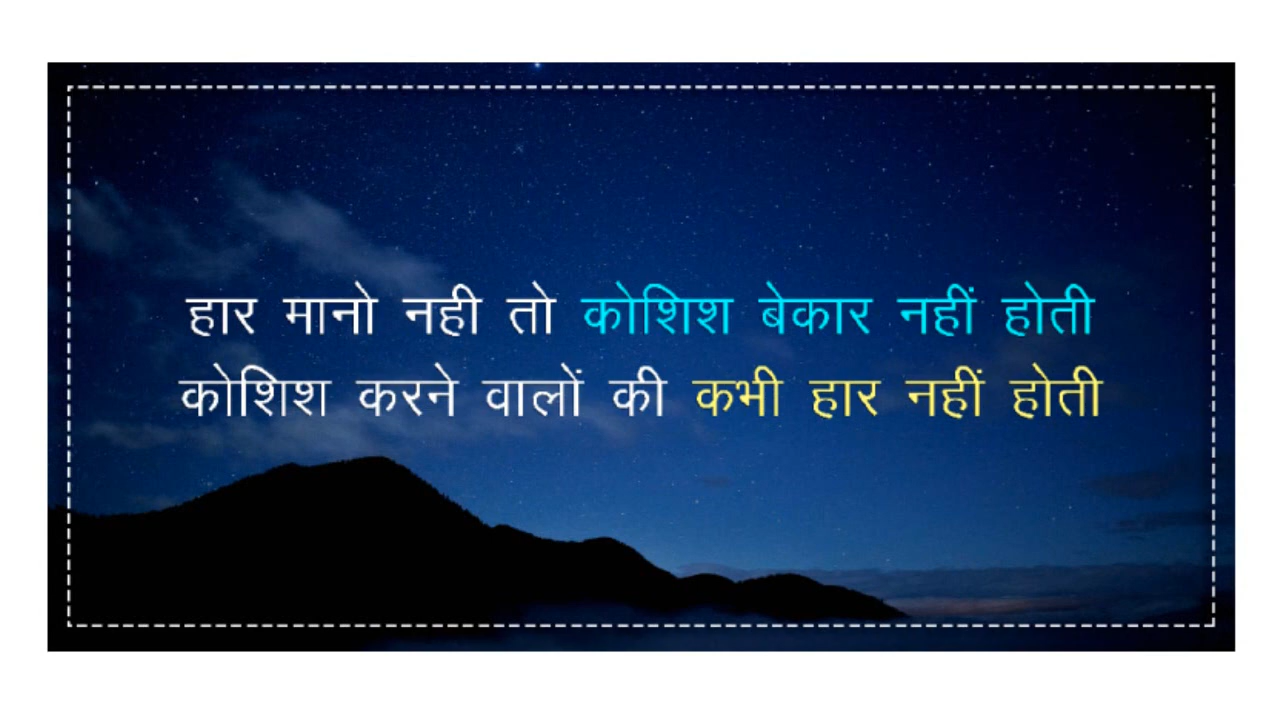 हार मानो नही तो कोशिश बेकार नहीं होती
कोशिश करने वालों की कभी हार नहीं होती